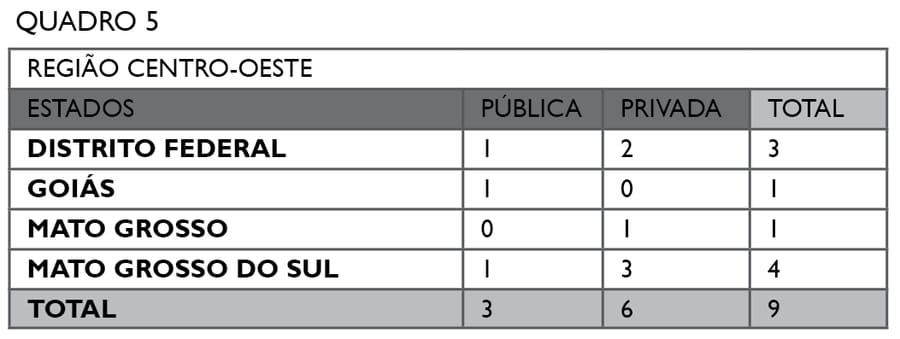 QUADRO 5
REGIÃO CENTRO-OESTE
ESTADOS PÚBLICA PRIVADA TOTAL
DISTRITO FEDERAL 1 2 3
GOIÁS 1 0 1
MATO GROSSO 0 1 1
MATO GROSSO DO SUL 1 3 4
TOTAL 3 6 9